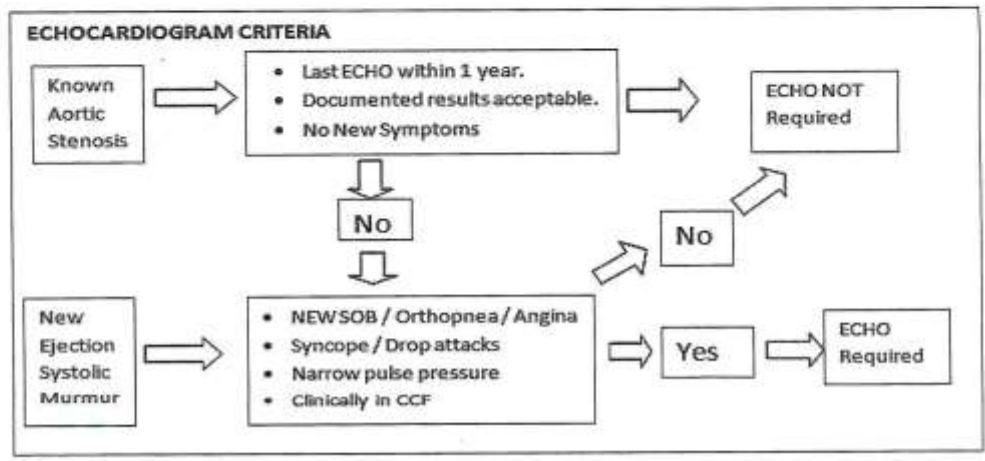 ECHOCARDIOGRAM CRITERIA
Known
Aortic
Stenosis
• Last ECHO within 1 year.
• Documented results acceptable.
• No New Symptoms
ECHO NOT
Required
No
No
New
Ejection
Systolic
Murmur
• NEW SOB / Orthopnea / Angina
• Syncope / Drop attacks
• Narrow pulse pressure
• Clinically in CCF
Yes
ECHO
Required